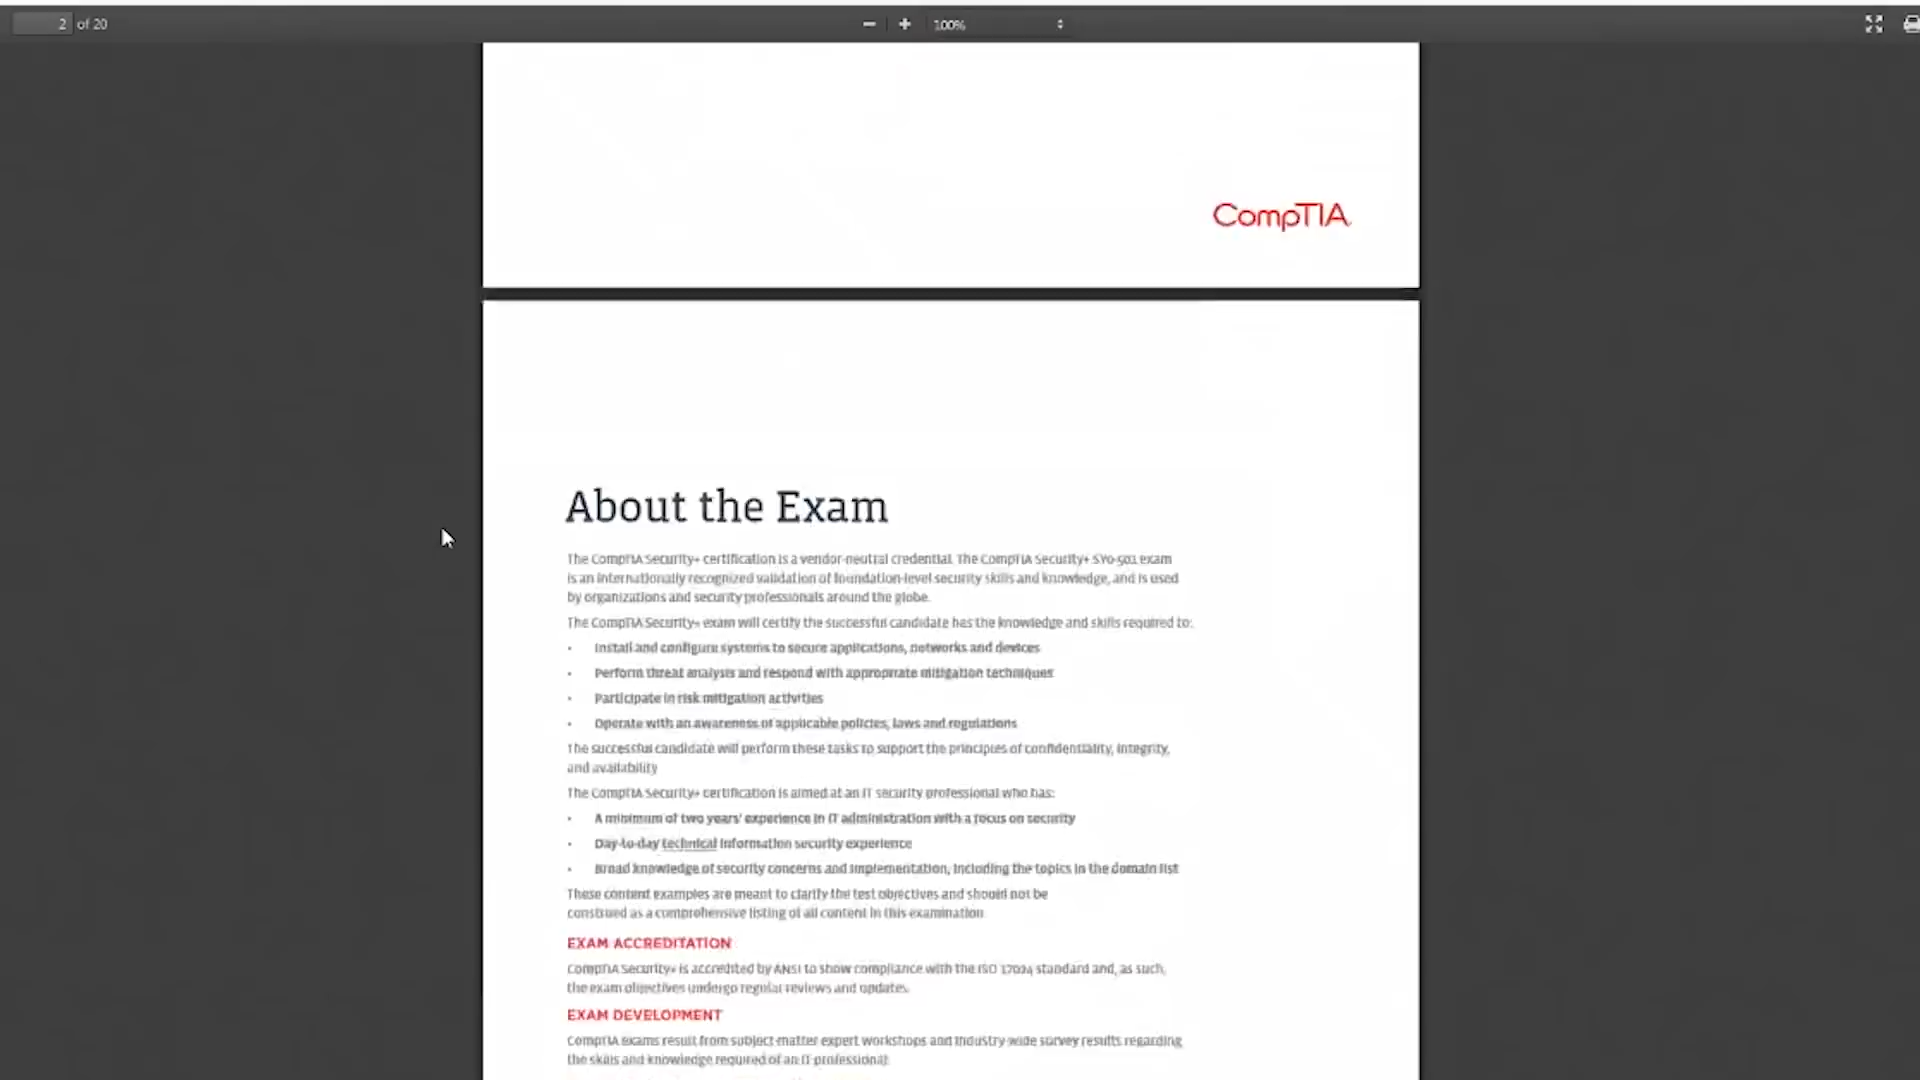 2 of 20
100%
CompTIA
About the Exam
The CompTIA Security+ certification is a vendor-neutral credential. The CompTIA Security+ SY0-501 exam
is an internationally recognized validation of foundation-level security skills and knowledge, and is used
by organizations and security professionals around the globe.
The CompTIA Security+ exam will certify the successful candidate has the knowledge and skills required to:
• Install and configure systems to secure applications, networks and devices
• Perform threat analysis and respond with appropriate mitigation techniques
• Participate in risk mitigation activities
• Operate with an awareness of applicable policies, laws and regulations
The successful candidate will perform these tasks to support the principles of confidentiality, integrity,
and availability
The CompTIA Security+ certification is aimed at an IT security professional who has:
• A minimum of two years' experience in IT administration with a focus on security
• Day-to-day technical information security experience
• Broad knowledge of security concerns and implementation, including the topics in the domain list
These content examples are meant to clarify the test objectives and should not be
construed as a comprehensive listing of all content in this examination
EXAM ACCREDITATION
CompTIA Security+ is accredited by ANSI to show compliance with the ISO 17024 standard and, as such,
the exam objectives undergo regular reviews and updates.
EXAM DEVELOPMENT
CompTIA exams result from subject-matter expert workshops and industry-wide survey results regarding
the skills and knowledge required of an IT professional